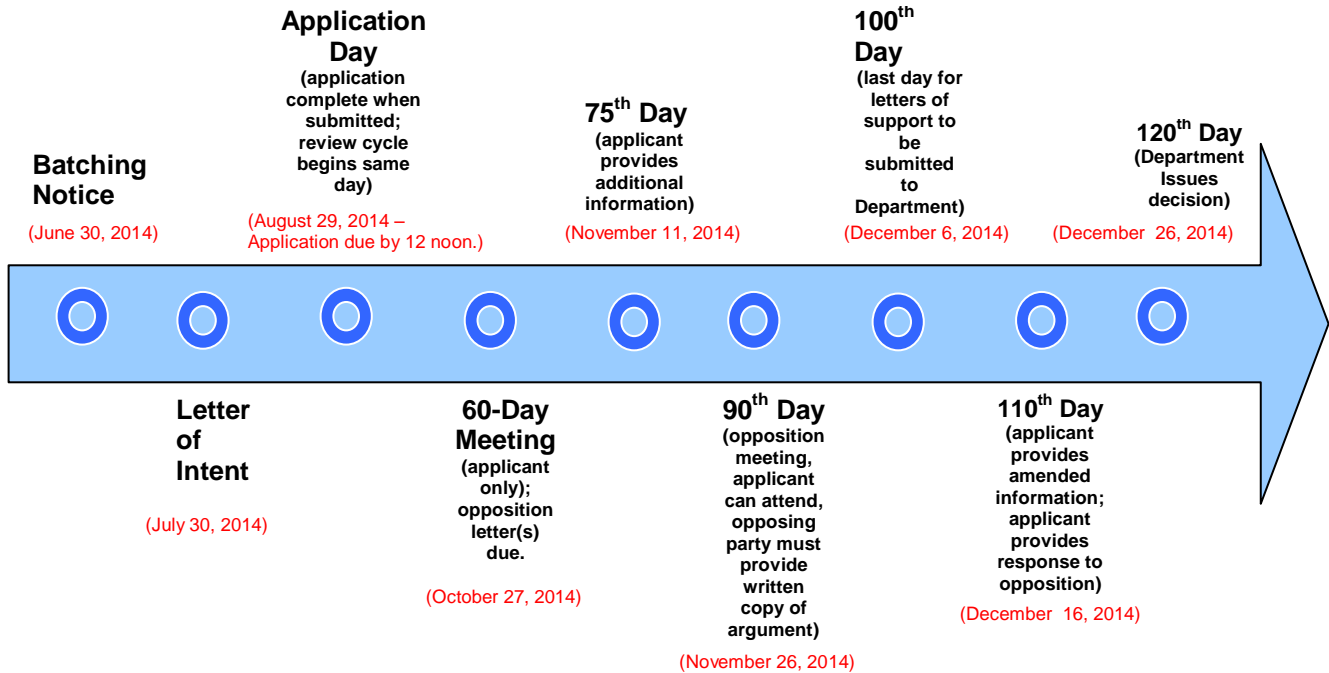 Batching
Notice
(June 30, 2014)
Letter
of
Intent
(July 30, 2014)
Application
Day
(application
complete when
submitted;
review cycle
begins same
day)
(August 29, 2014 –
Application due by 12 noon.)
60-Day
Meeting
(applicant
only);
opposition
letter(s)
due.
(October 27, 2014)
75th Day
(applicant
provides
additional
information)
(November 11, 2014)
90th Day
(opposition
meeting,
applicant
can attend,
opposing
party must
provide
written
copy of
argument)
(November 26, 2014)
100th
Day
(last day for
letters of
support to
be
submitted
to
Department)
(December 6, 2014)
110th Day
(applicant
provides
amended
information;
applicant
provides
response to
opposition)
(December 16, 2014)
120th Day
(Department
Issues
decision)
(December 26, 2014)